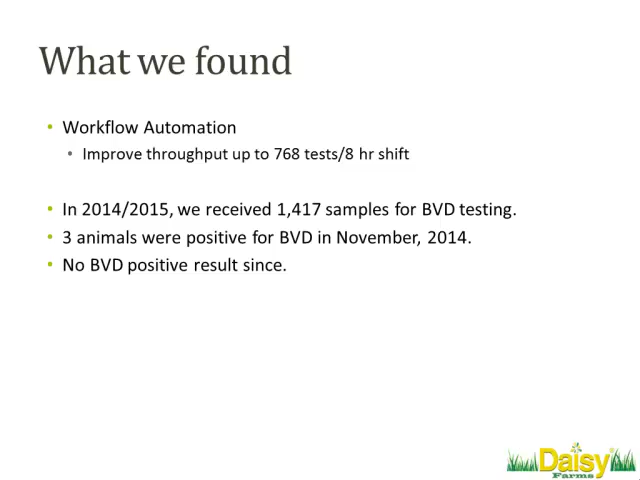 What we found
• Workflow Automation
• Improve throughput up to 768 tests/8 hr shift
• In 2014/2015, we received 1,417 samples for BVD testing.
• 3 animals were positive for BVD in November, 2014.
• No BVD positive result since.
Daisy
Farms